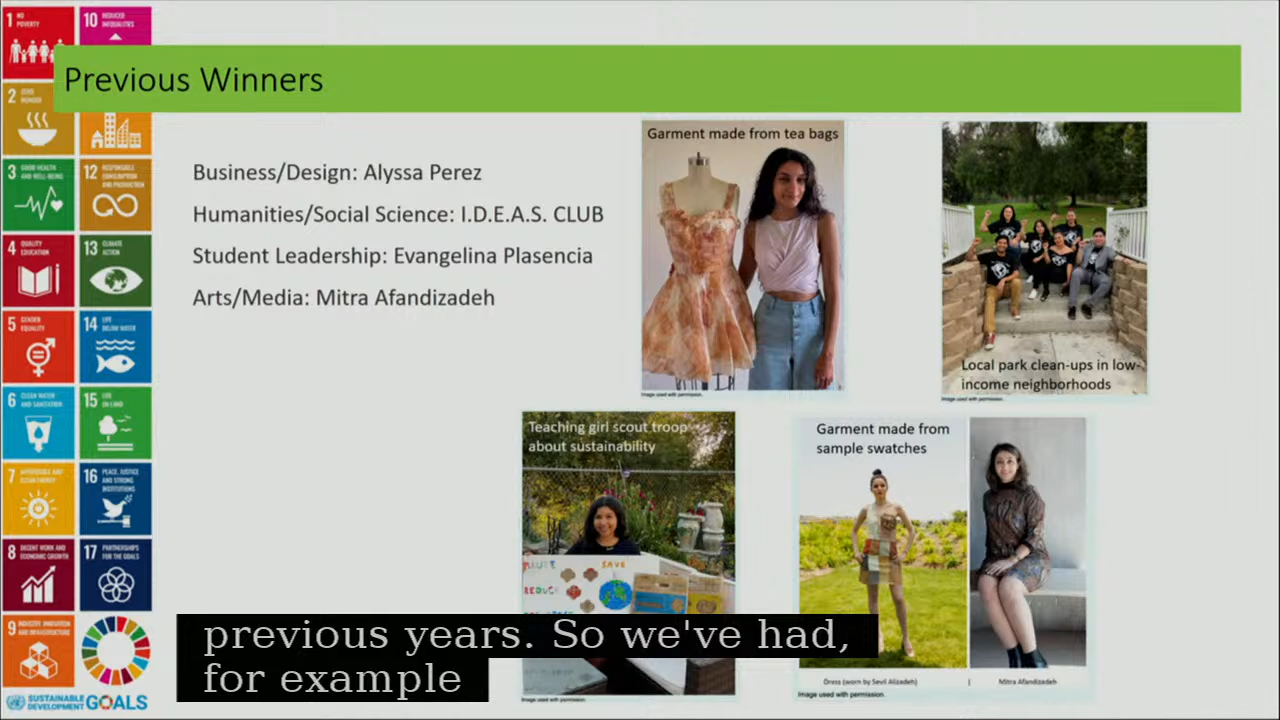 1 NO POVERTY
10 REDUCED INEQUALITIES
Previous Winners
2 ZERO HUNGER
3 GOOD HEALTH AND WELL-BEING
12 RESPONSIBLE CONSUMPTION AND PRODUCTION
4 QUALITY EDUCATION
13 CLIMATE ACTION
5 GENDER EQUALITY
14 LIFE BELOW WATER
6 CLEAN WATER AND SANITATION
15 LIFE ON LAND
7 AFFORDABLE AND CLEAN ENERGY
16 PEACE, JUSTICE AND STRONG INSTITUTIONS
8 DECENT WORK AND ECONOMIC GROWTH
17 PARTNERSHIPS FOR THE GOALS
9 INDUSTRY, INNOVATION AND INFRASTRUCTURE
SUSTAINABLE DEVELOPMENT GOALS
Business/Design: Alyssa Perez
Humanities/Social Science: I.D.E.A.S. CLUB
Student Leadership: Evangelina Plasencia
Arts/Media: Mitra Afandizadeh
Garment made from tea bags
Image used with permission.
Local park clean-ups in low-
income neighborhoods
Image used with permission.
Teaching girl scout troop
about sustainability
SAVE
REDUCE
Image used with permission.
Garment made from
sample swatches
Dress (worn by Sevil Alizadeh) | Mitra Afandizadeh
Image used with permission.
previous years. So we've had,
for example